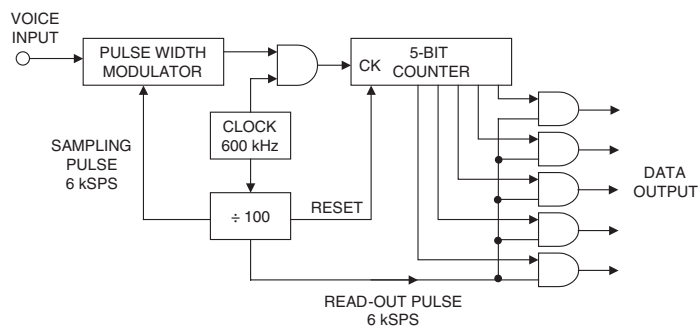 VOICE
INPUT
PULSE WIDTH
MODULATOR
5-BIT
CK
COUNTER
SAMPLING
PULSE
6 kSPS
CLOCK
600 kHz
÷ 100
RESET
DATA
OUTPUT
READ-OUT PULSE
6 kSPS